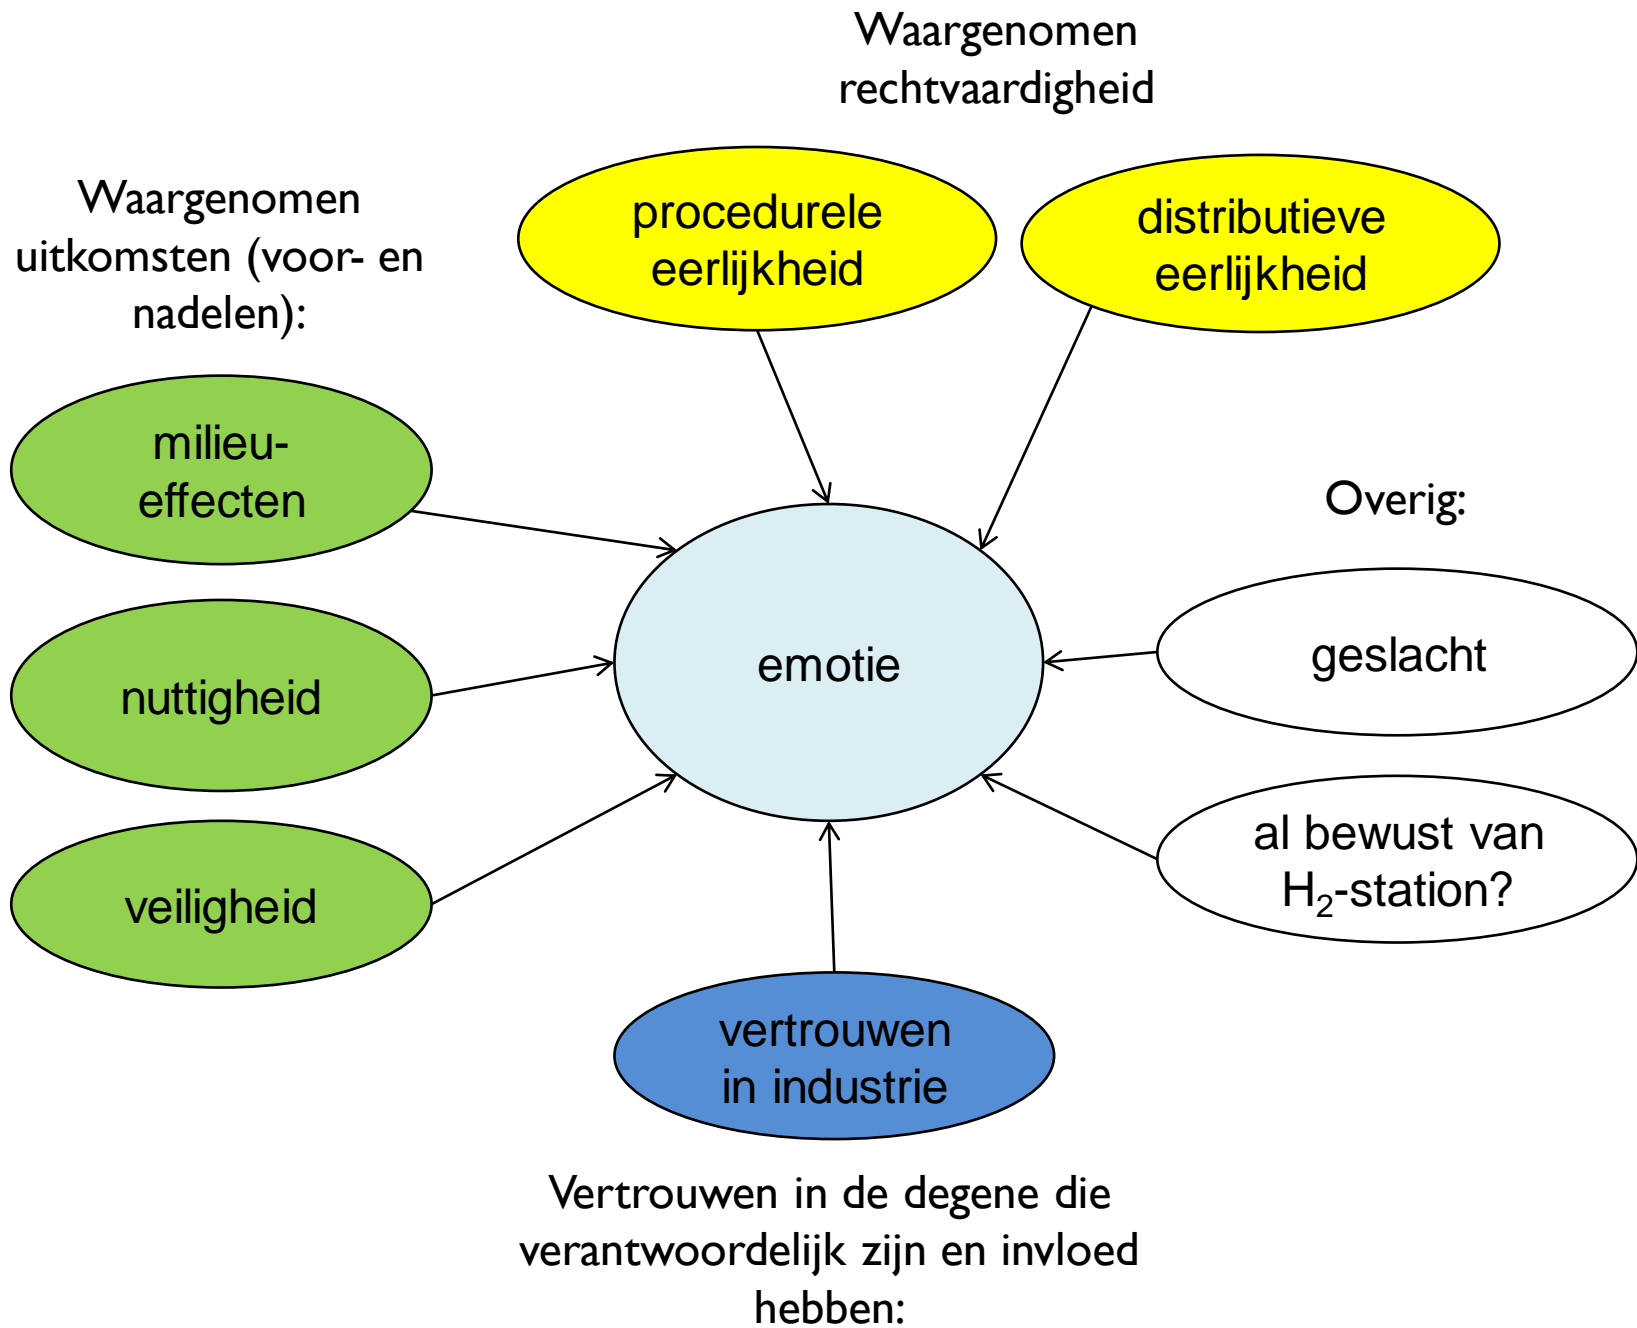 Waargenomen
rechtvaardigheid
Waargenomen
uitkomsten (voor- en
nadelen):
procedurele
eerlijkheid
distributieve
eerlijkheid
milieu-
effecten
Overig:
emotie
geslacht
nuttigheid
al bewust van
H₂-station?
veiligheid
vertrouwen
in industrie
Vertrouwen in de degene die
verantwoordelijk zijn en invloed
hebben: